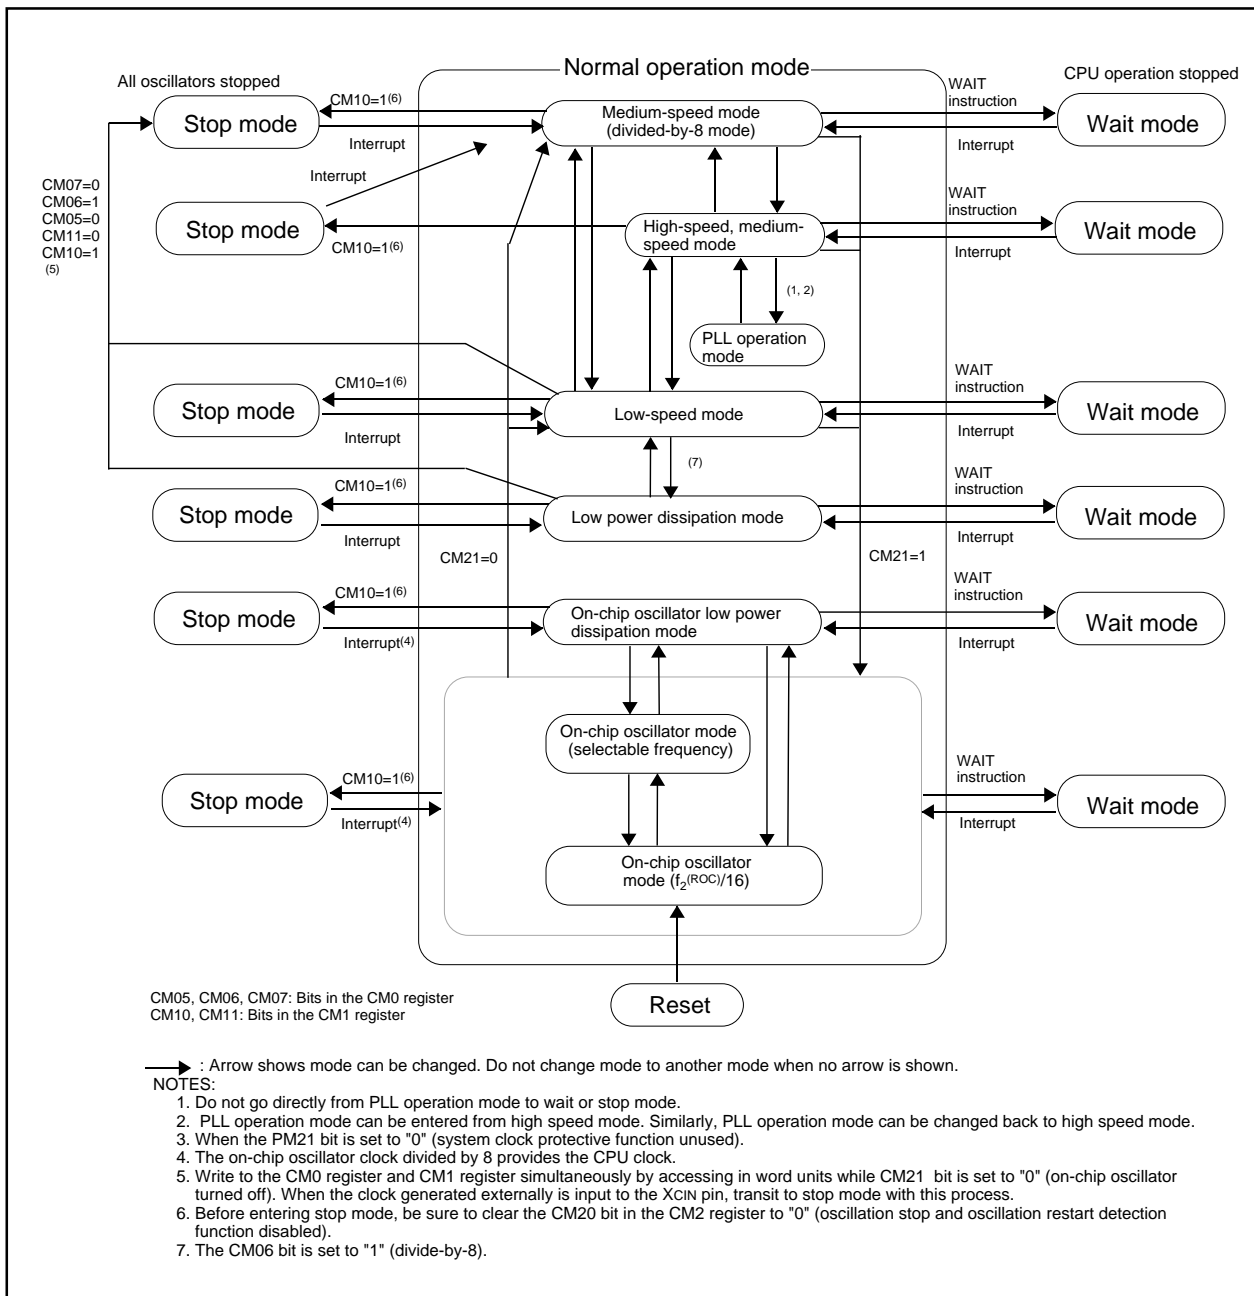 Normal operation mode
All oscillators stopped
CPU operation stopped
CM10=1(6)
Stop mode
Interrupt
Medium-speed mode
(divided-by-8 mode)
WAIT
instruction
Wait mode
Interrupt
Interrupt
CM07=0
CM06=1
CM05=0
CM11=0
CM10=1
(5)
Stop mode
CM10=1(6)
High-speed, medium-
speed mode
WAIT
instruction
Wait mode
Interrupt
(1, 2)
PLL operation
mode
CM10=1(6)
Stop mode
Interrupt
Low-speed mode
WAIT
instruction
Wait mode
Interrupt
(7)
CM10=1(6)
Stop mode
Interrupt
Low power dissipation mode
WAIT
instruction
Wait mode
Interrupt
CM21=0
CM21=1
CM10=1(6)
Stop mode
Interrupt(4)
On-chip oscillator low power
dissipation mode
WAIT
instruction
Wait mode
Interrupt
On-chip oscillator mode
(selectable frequency)
CM10=1(6)
Stop mode
Interrupt(4)
WAIT
instruction
Wait mode
Interrupt
On-chip oscillator
mode (f2(ROC)/16)
Reset
CM05, CM06, CM07: Bits in the CM0 register
CM10, CM11: Bits in the CM1 register
: Arrow shows mode can be changed. Do not change mode to another mode when no arrow is shown.
NOTES:
1. Do not go directly from PLL operation mode to wait or stop mode.
2. PLL operation mode can be entered from high speed mode. Similarly, PLL operation mode can be changed back to high speed mode.
3. When the PM21 bit is set to "0" (system clock protective function unused).
4. The on-chip oscillator clock divided by 8 provides the CPU clock.
5. Write to the CM0 register and CM1 register simultaneously by accessing in word units while CM21 bit is set to "0" (on-chip oscillator
turned off). When the clock generated externally is input to the XCIN pin, transit to stop mode with this process.
6. Before entering stop mode, be sure to clear the CM20 bit in the CM2 register to "0" (oscillation stop and oscillation restart detection
function disabled).
7. The CM06 bit is set to "1" (divide-by-8).